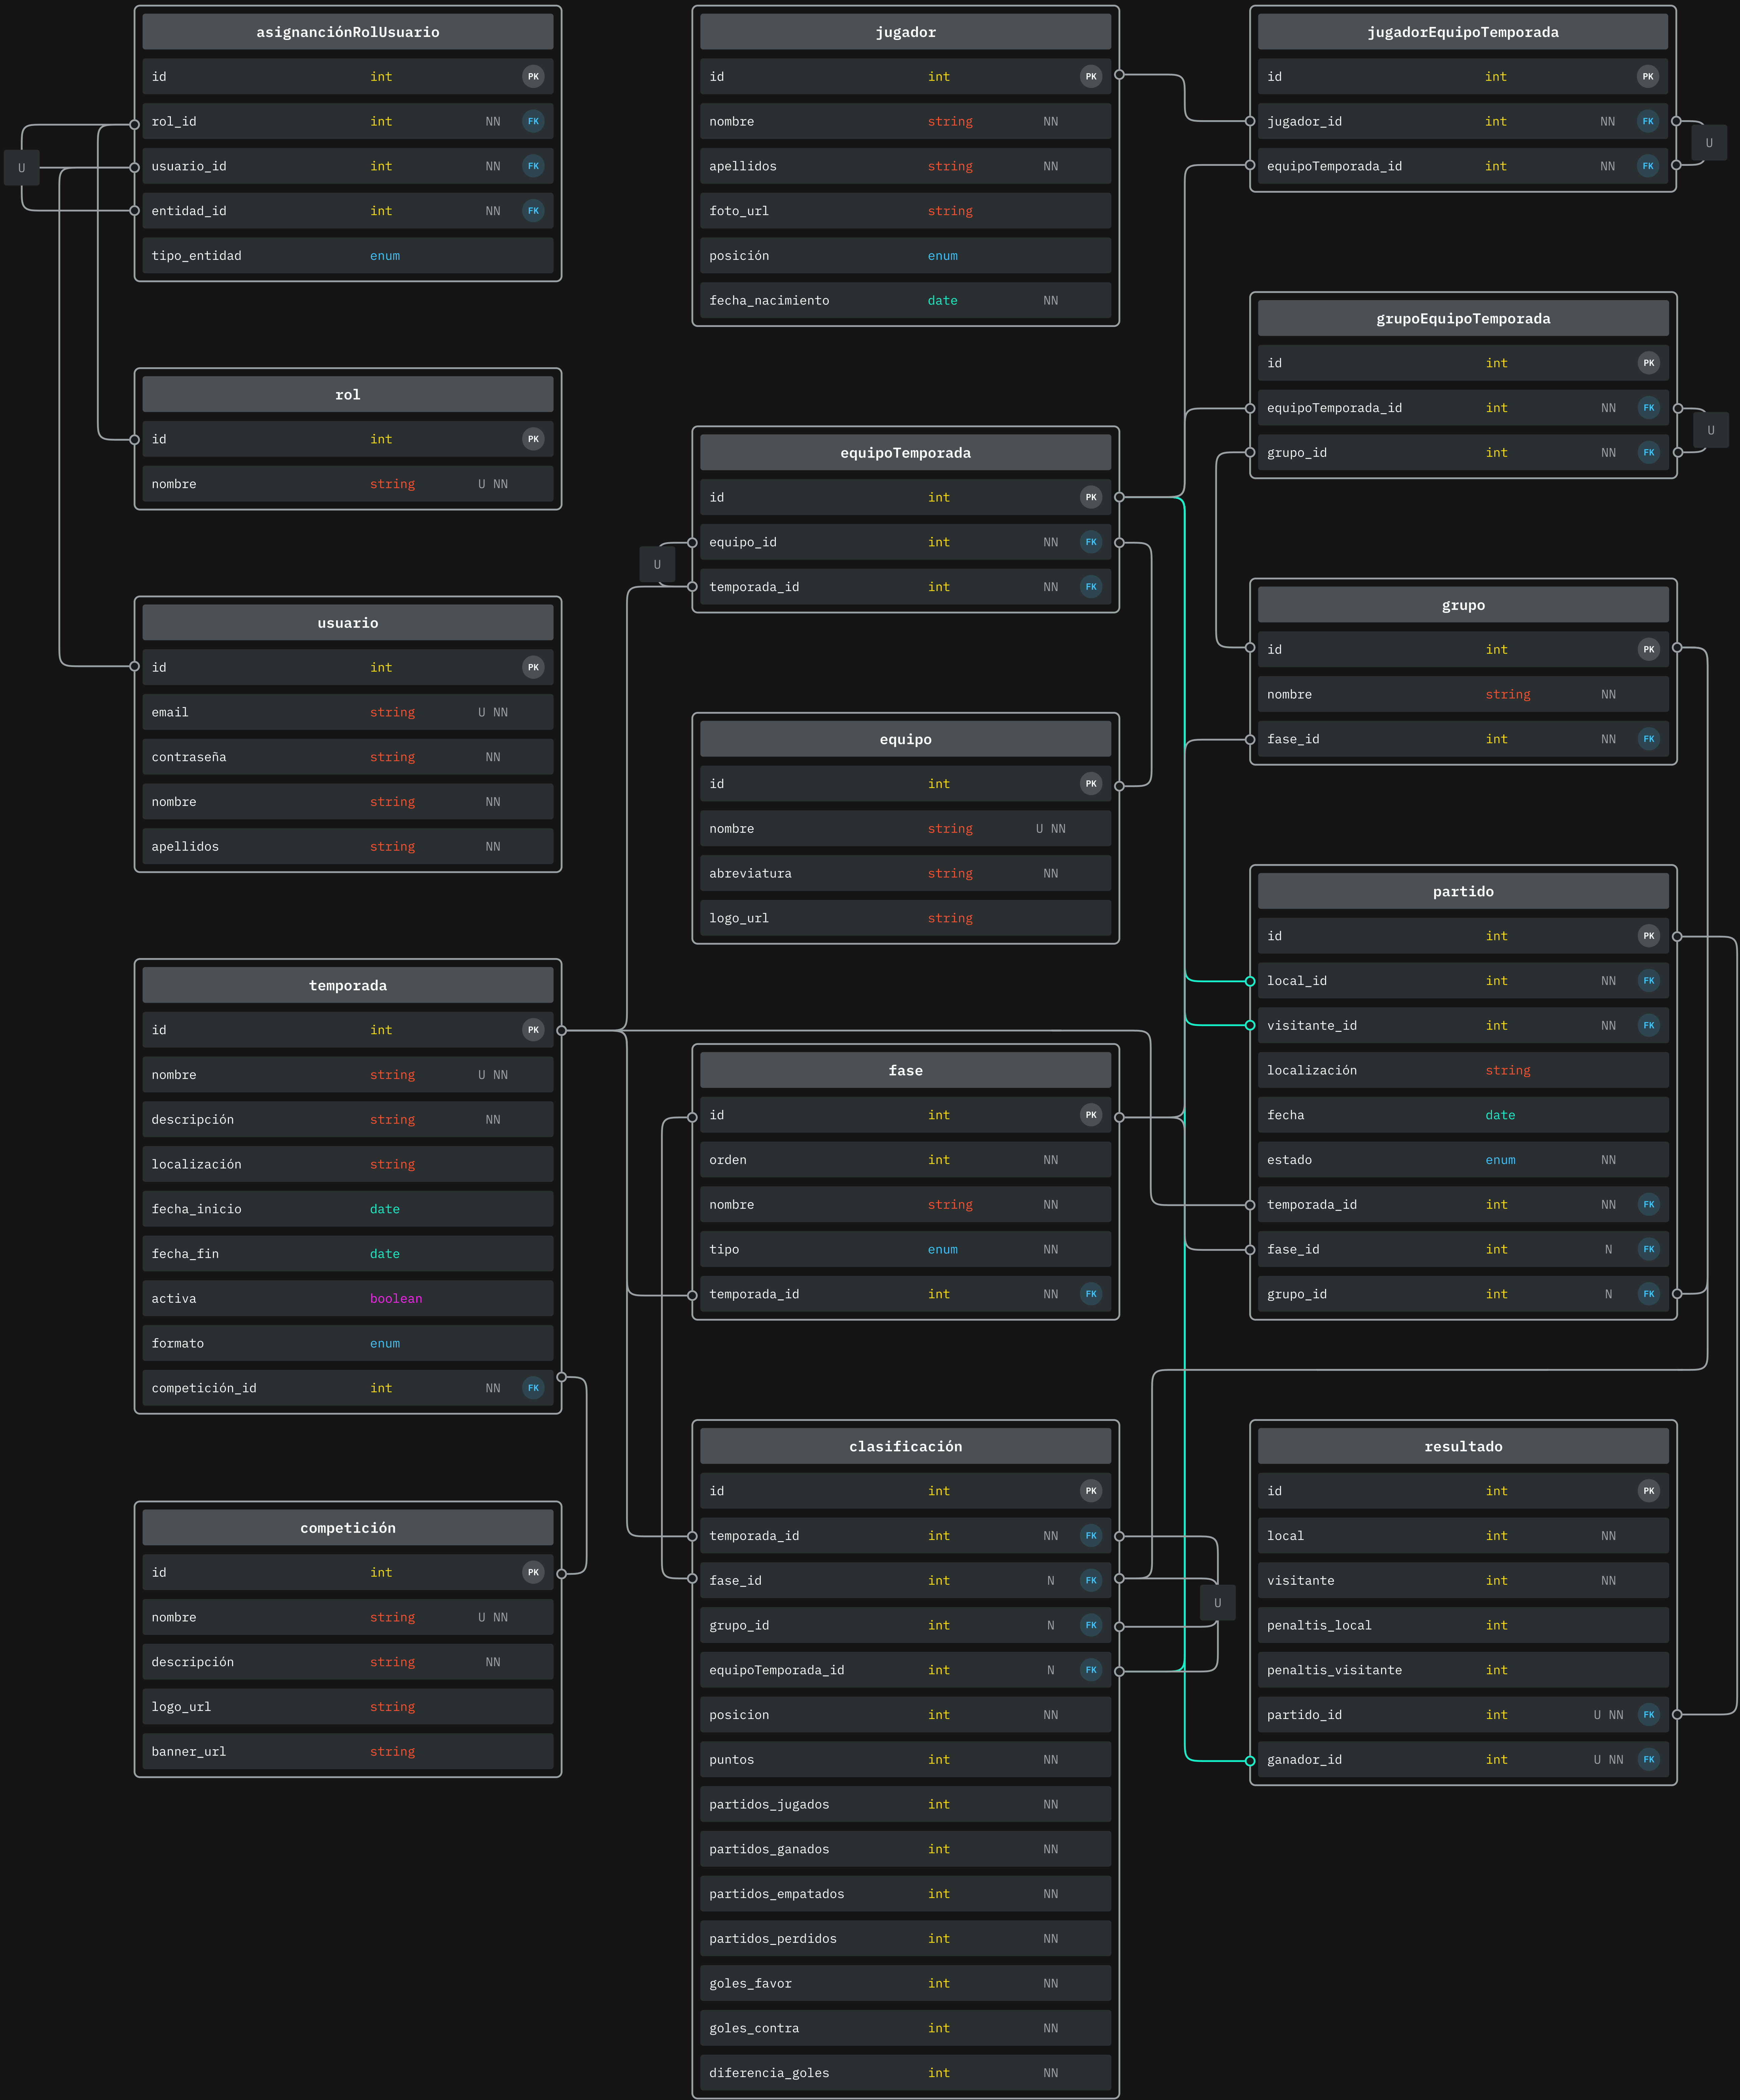 asignanciónRolUsuario
id int PK
rol_id int NN FK
usuario_id int NN FK
entidad_id int NN FK
tipo_entidad enum
U
rol
id int PK
nombre string U NN
usuario
id int PK
email string U NN
contraseña string NN
nombre string NN
apellidos string NN
temporada
id int PK
nombre string U NN
descripción string NN
localización string
fecha_inicio date
fecha_fin date
activa boolean
formato enum
competición_id int NN FK
competición
id int PK
nombre string U NN
descripción string NN
logo_url string
banner_url string
jugador
id int PK
nombre string NN
apellidos string NN
foto_url string
posición enum
fecha_nacimiento date NN
equipoTemporada
id int PK
equipo_id int NN FK
temporada_id int NN FK
U
equipo
id int PK
nombre string U NN
abreviatura string NN
logo_url string
fase
id int PK
orden int NN
nombre string NN
tipo enum NN
temporada_id int NN FK
clasificación
id int PK
temporada_id int NN FK
fase_id int N FK
grupo_id int N FK
equipoTemporada_id int N FK
posicion int NN
puntos int NN
partidos_jugados int NN
partidos_ganados int NN
partidos_empatados int NN
partidos_perdidos int NN
goles_favor int NN
goles_contra int NN
diferencia_goles int NN
U
jugadorEquipoTemporada
id int PK
jugador_id int NN FK
equipoTemporada_id int NN FK
U
grupoEquipoTemporada
id int PK
equipoTemporada_id int NN FK
grupo_id int NN FK
U
grupo
id int PK
nombre string NN
fase_id int NN FK
partido
id int PK
local_id int NN FK
visitante_id int NN FK
localización string
fecha date
estado enum NN
temporada_id int NN FK
fase_id int N FK
grupo_id int N FK
resultado
id int PK
local int NN
visitante int NN
penaltis_local int
penaltis_visitante int
partido_id int U NN FK
ganador_id int U NN FK